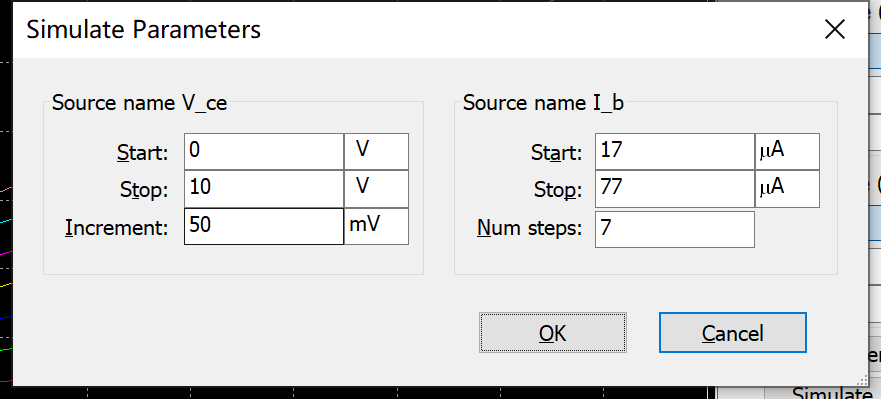 Simulate Parameters
Source name V_ce
Start: 0 V
Stop: 10 V
Increment: 50 mV
Source name I_b
Start: 17 µA
Stop: 77 µA
Num steps: 7
OK
Cancel
Simulate